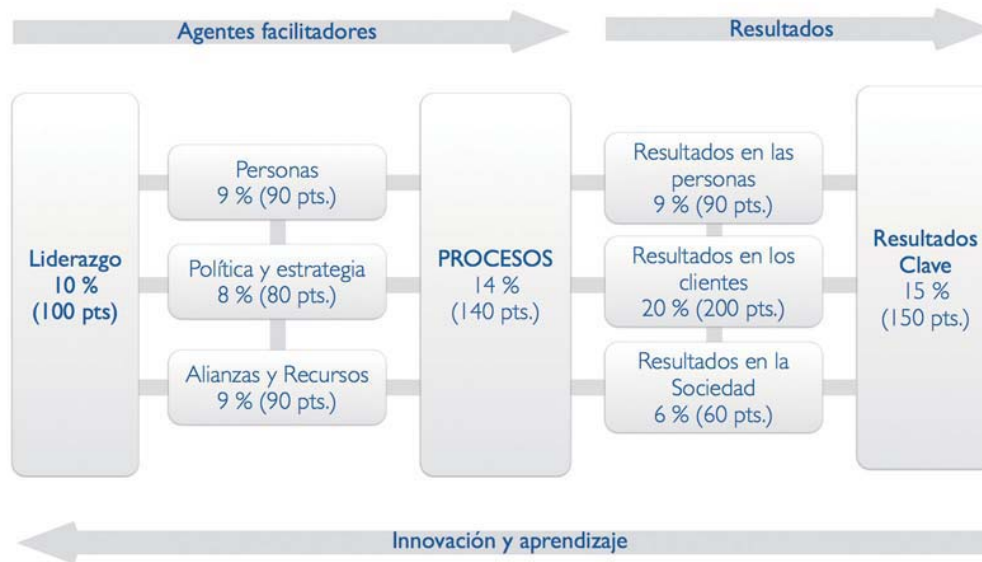 Agentes facilitadores
Resultados
Liderazgo
10 %
(100 pts)
Personas
9 % (90 pts.)
Política y estrategia
8 % (80 pts.)
Alianzas y Recursos
9 % (90 pts.)
PROCESOS
14 %
(140 pts.)
Resultados en las
personas
9 % (90 pts.)
Resultados en los
clientes
20 % (200 pts.)
Resultados en la
Sociedad
6 % (60 pts.)
Resultados
Clave
15 %
(150 pts.)
Innovación y aprendizaje